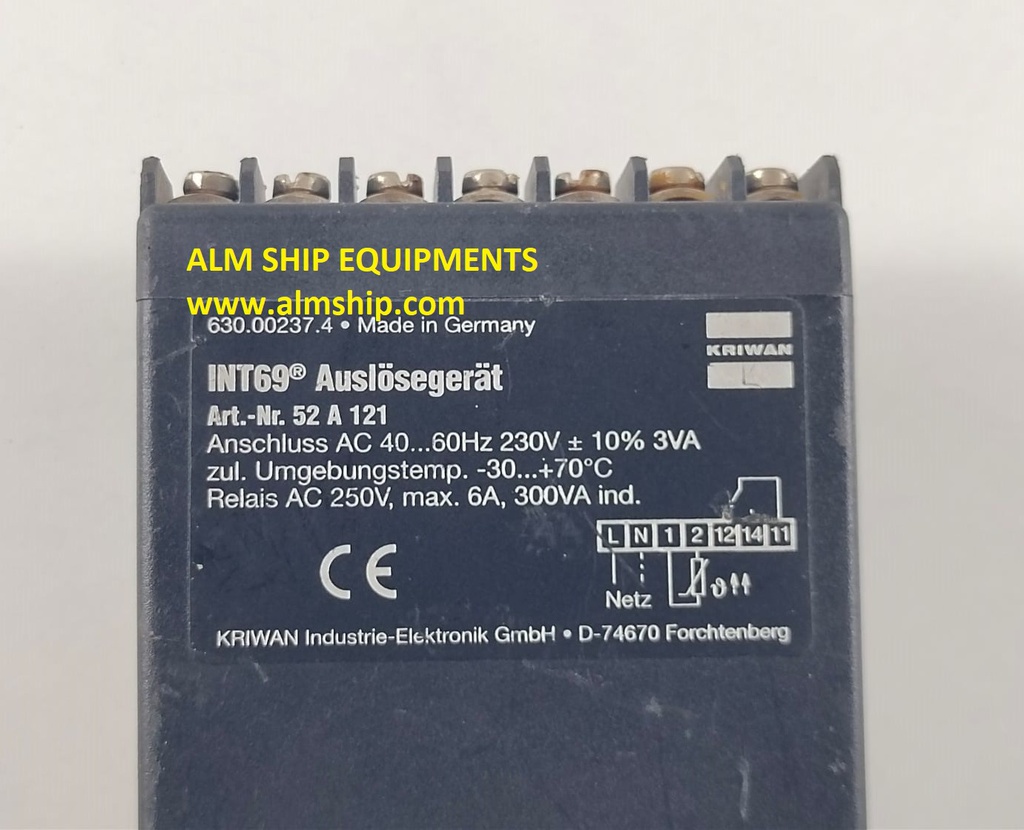 ALM SHIP EQUIPMENTS
www.almship.com
630.00237.4 • Made in Germany
KRIWAN
INT69® Auslösegerät
Art.-Nr. 52 A 121
Anschluss AC 40...60Hz 230V ± 10% 3VA
zul. Umgebungstemp. -30...+70°C
Relais AC 250V, max. 6A, 300VA ind.
L N 1 2 12 14 11
CE
Netz ϑ
KRIWAN Industrie-Elektronik GmbH • D-74670 Forchtenberg